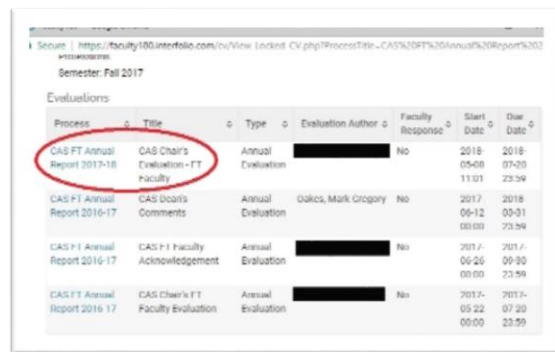 Secure | https://faculty180.interfolio.com/cv/View_Locked_CV.php?ProcessTitle=CAS%20FT%20Annual%20Report%202
Semester: Fall 2017
Evaluations
Process Title Type Evaluation Author Faculty Response Start Date Due Date
CAS FT Annual CAS Chair's Annual No 2018- 2018-
Report 2017-18 Evaluation - FT Evaluation 05-08 07-20
Faculty 11:01 23:59
CAS FT Annual CAS Dean's Annual Oakes, Mark Gregory No 2017- 2018-
Report 2016-17 Comments Evaluation 06-12 03-31
00:00 23:59
CAS FT Annual CAS FT Faculty Annual No 2017- 2017-
Report 2016-17 Acknowledgement Evaluation 06-26 09-30
00:00 23:59
CAS FT Annual CAS Chair's FT Annual No 2017- 2017-
Report 2016-17 Faculty Evaluation Evaluation 05-22 07-20
00:00 23:59